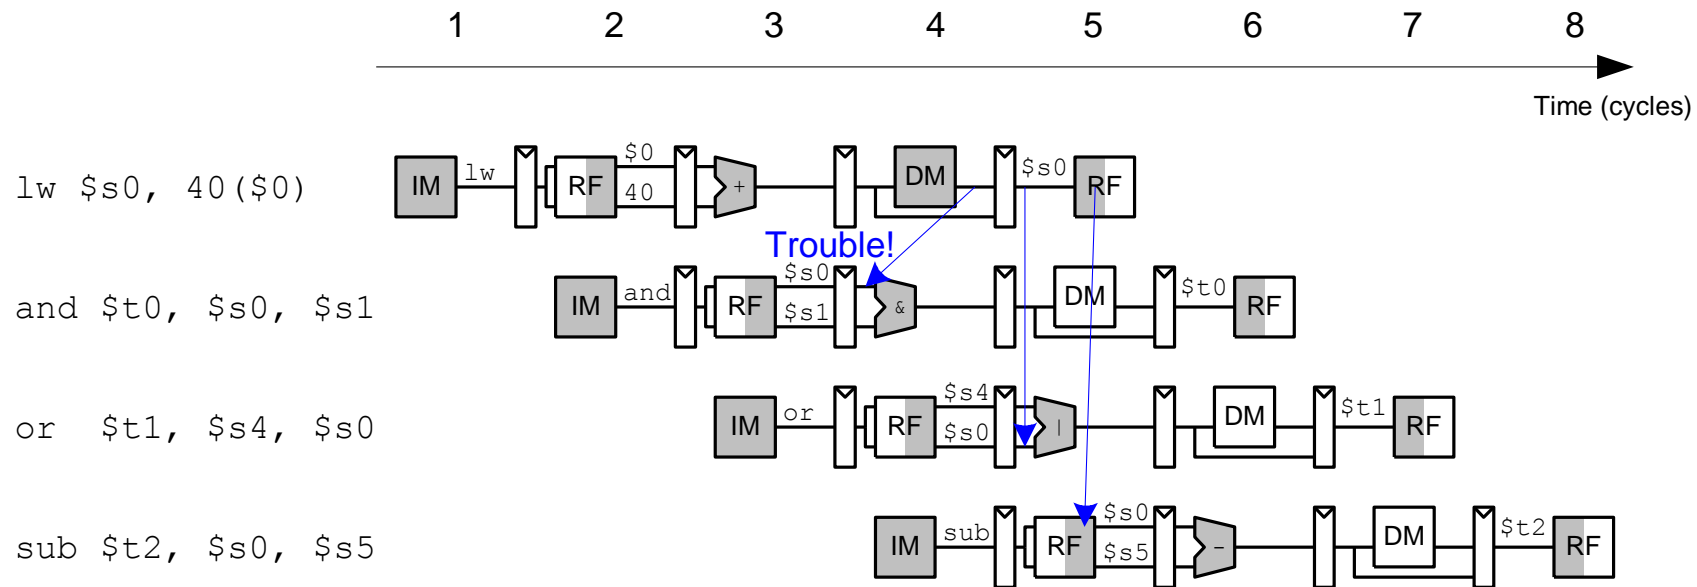 1 2 3 4 5 6 7 8
Time (cycles)
$0
lw $s0, 40($0) IM lw RF 40 + DM $s0 RF
Trouble!
$s0
and $t0, $s0, $s1 IM and RF $s1 & DM $t0 RF
$s4
or $t1, $s4, $s0 IM or RF $s0 | DM $t1 RF
$s0
sub $t2, $s0, $s5 IM sub RF $s5 - DM $t2 RF